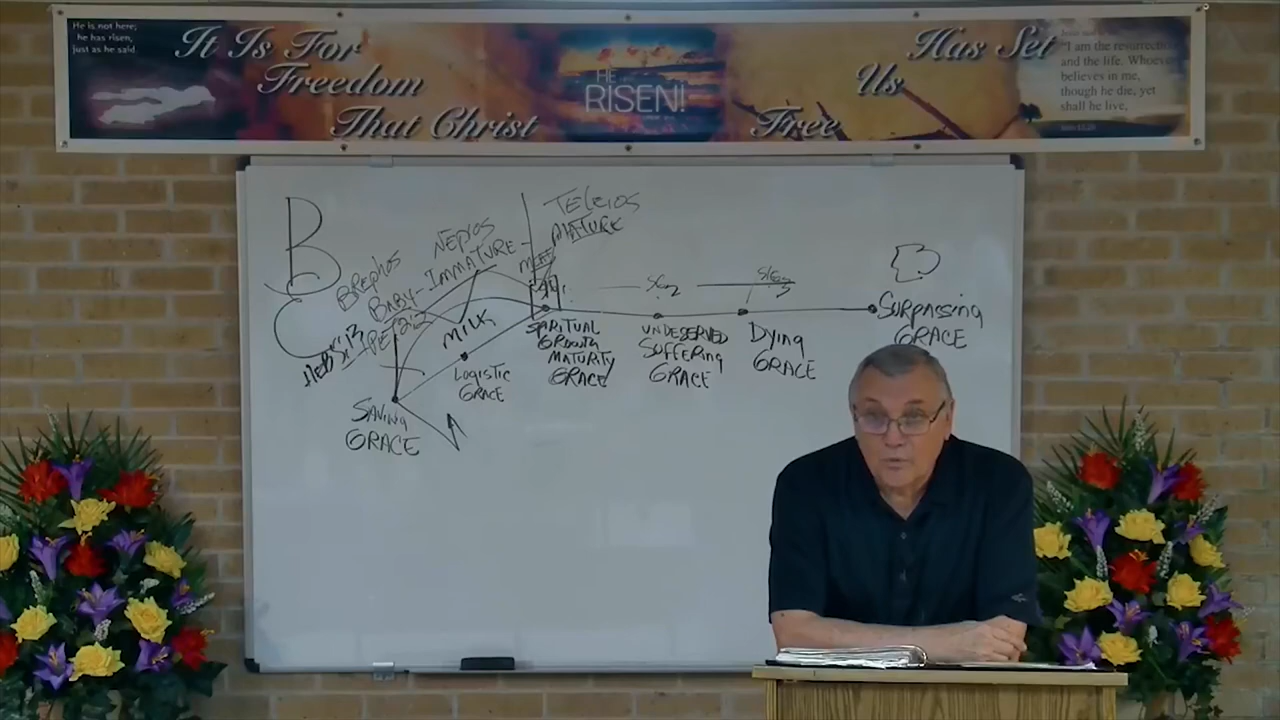 He is not here;
he has risen,
just as he said.
It Is For
Freedom
That Christ
HE
IS
RISEN!
Has Set
Us
Free
"I am the resurrection
and the life. Whoever
believes in me,
though he die, yet
shall he live,
B
C
BRephos
BABY-
NEPIOS
IMMATURE
TELEIOS
MATURE
MEAT
MILK
SAVING
GRACE
LOGISTIC
GRACE
SPIRITUAL
GROWTH
MATURITY
GRACE
UNDESERVED
SUFFERING
GRACE
DYING
GRACE
SURPASSING
GRACE